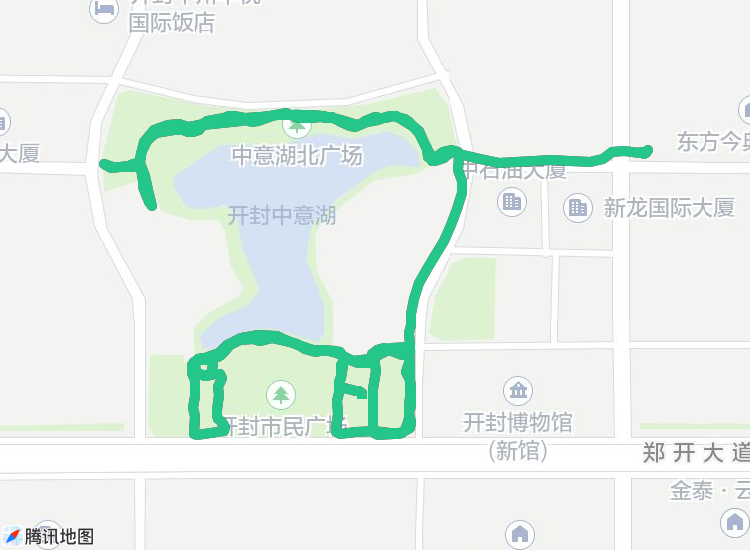 国际饭店
大厦
中意湖北广场
东方今典
中石油大厦
开封中意湖
新龙国际大厦
开封市民广场
开封博物馆
(新馆)
郑开大道
金泰·云
腾讯地图